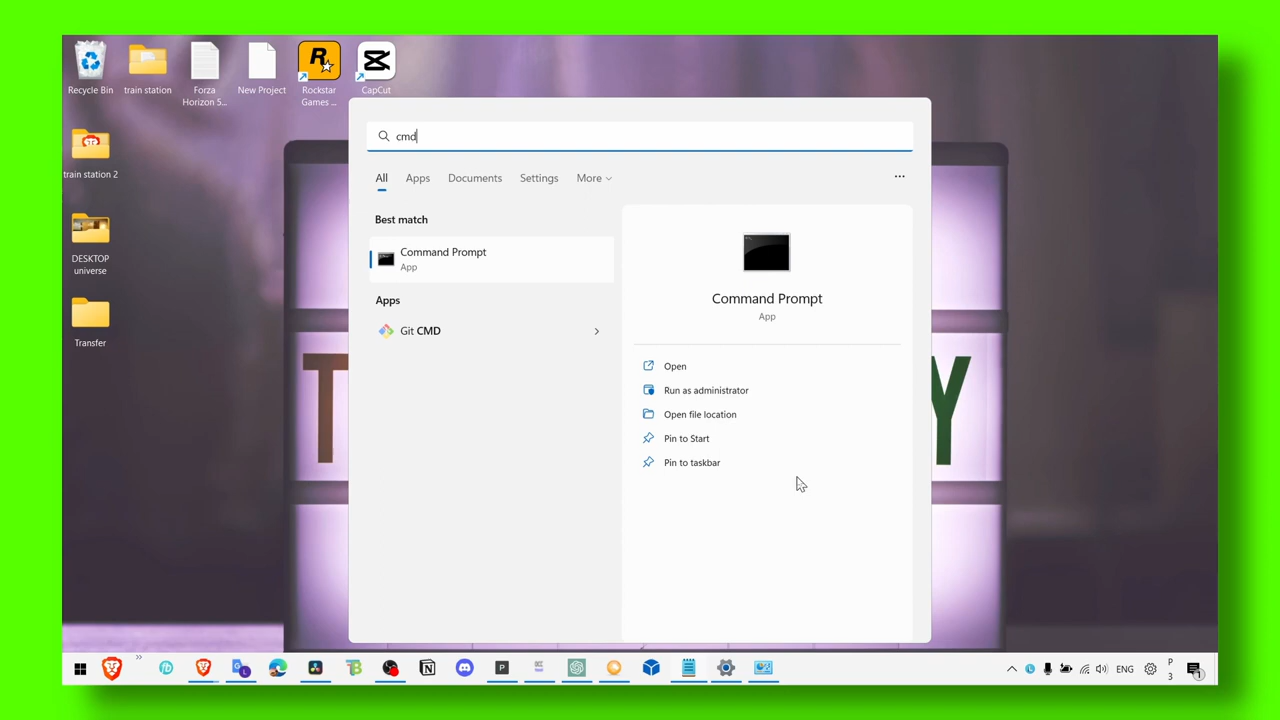 Recycle Bin
train station
Forza
Horizon 5...
New Project
Rockstar
Games ...
CapCut
train station 2
DESKTOP
universe
Transfer
cmd
All
Apps
Documents
Settings
More
...
Best match
Command Prompt
App
Apps
Git CMD
Command Prompt
App
Open
Run as administrator
Open file location
Pin to Start
Pin to taskbar
T
Y
ENG
P
3
1